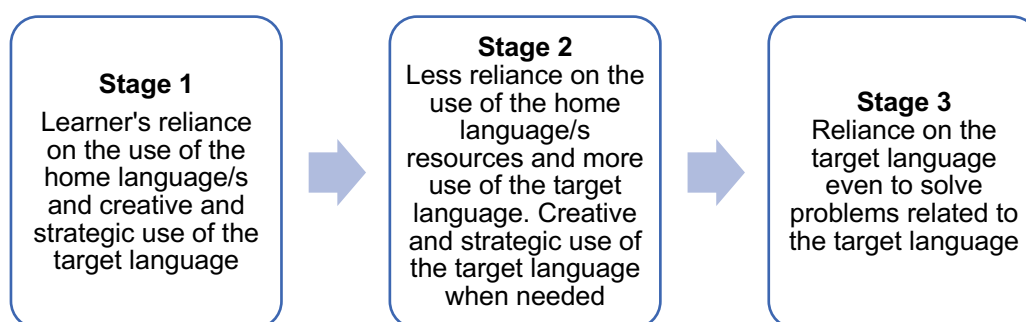 Stage 1
Learner's reliance
on the use of the
home language/s
and creative and
strategic use of the
target language
Stage 2
Less reliance on the
use of the home
language/s
resources and more
use of the target
language. Creative
and strategic use of
the target language
when needed
Stage 3
Reliance on the
target language
even to solve
problems related to
the target language